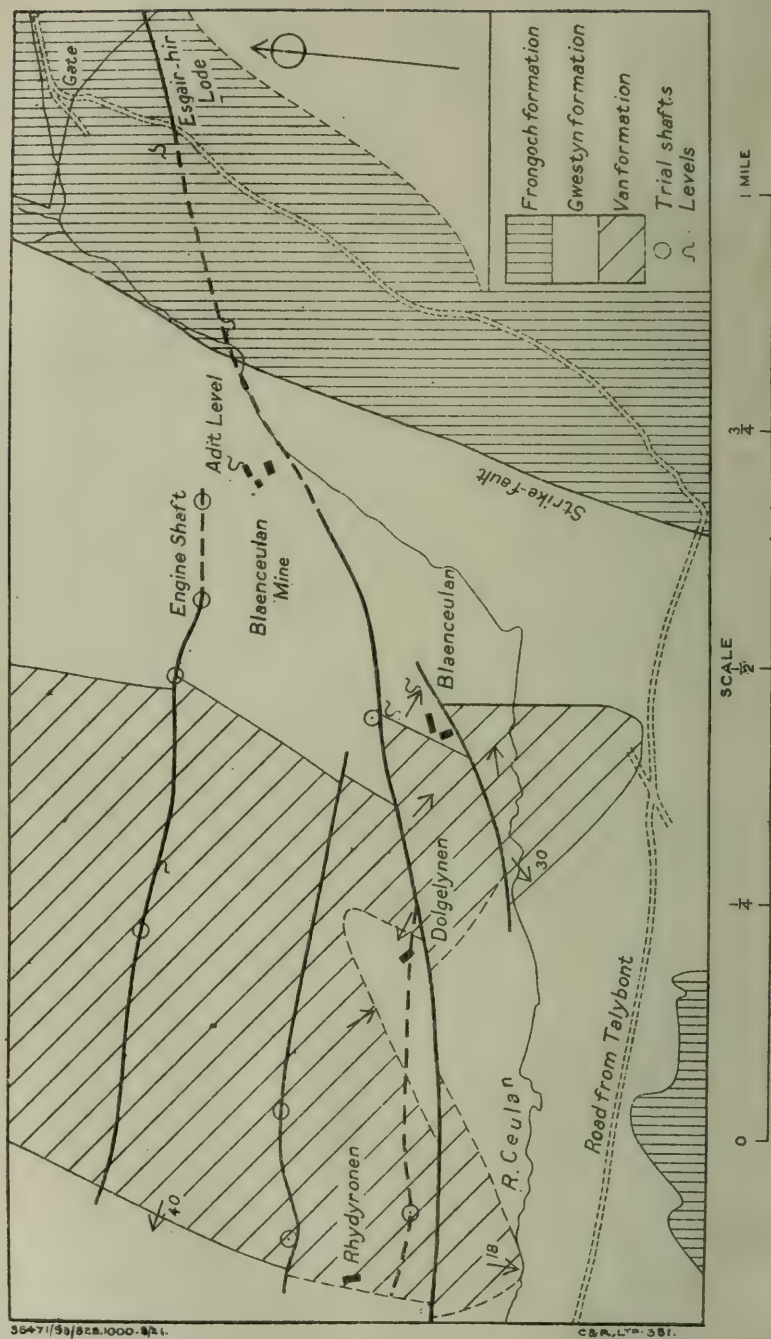 Gate
Esgair-hir
Lode
Frongoch formation
Gwestyn formation
Van formation
Trial shafts
Levels
Adit Level
Engine Shaft
Blaenceulan
Mine
Strike-fault
Blaenceulan
Dolgelynen
30
Rhydyronen
40
R. Ceulan
18
Road from Talybont
SCALE
0
1/4
1/2
3/4
1 MILE
C & R, LTD. 351.